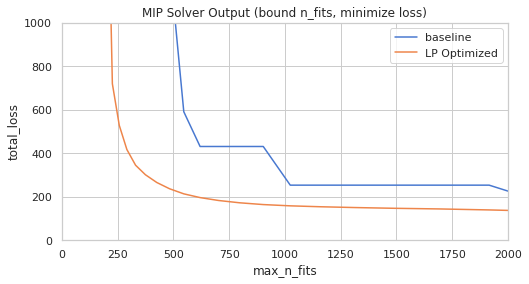 MIP Solver Output (bound n_fits, minimize loss)
baseline
LP Optimized
total_loss
1000
800
600
400
200
0
0 250 500 750 1000 1250 1500 1750 2000
max_n_fits